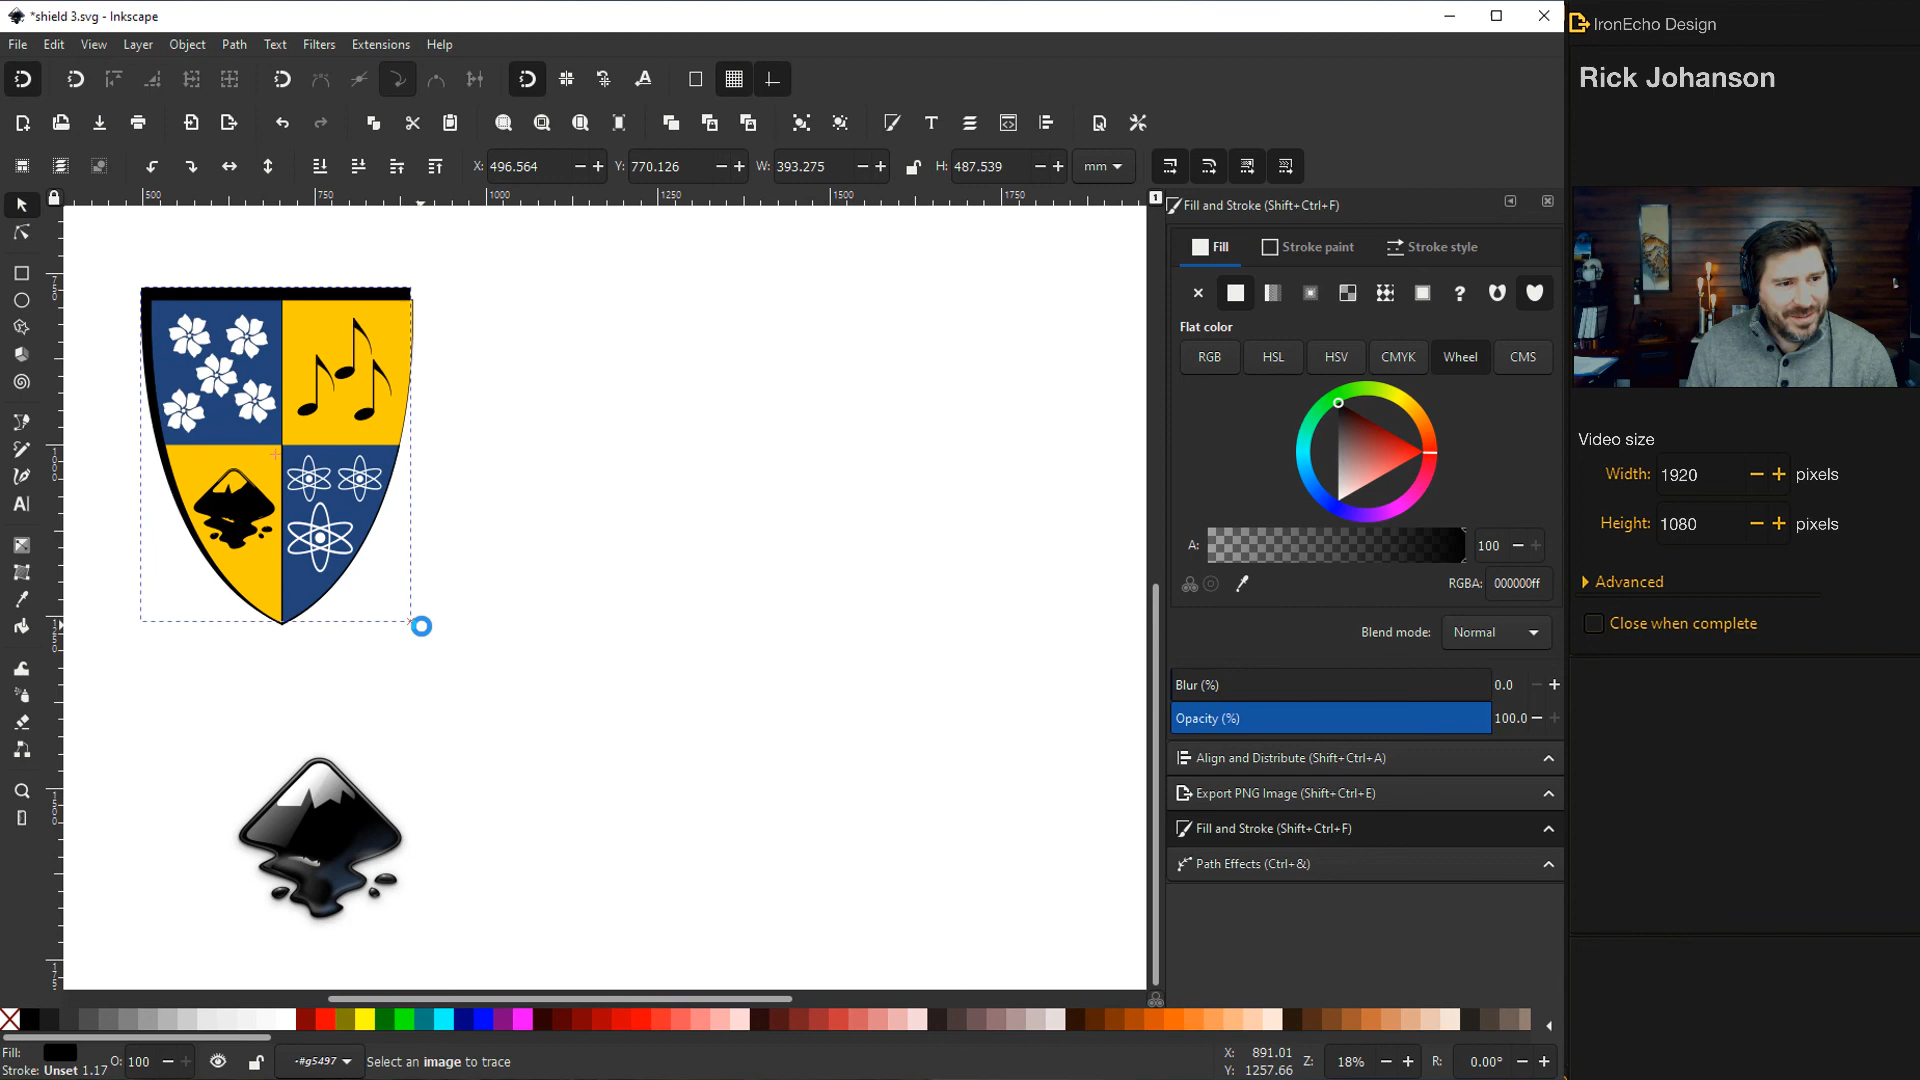 *shield 3.svg - Inkscape
IronEcho Design
File Edit View Layer Object Path Text Filters Extensions Help
Rick Johanson
X: 496.564 Y: 770.126 W: 393.275 H: 487.539 mm
500 750 1000 1250 1500 1750
1
Fill and Stroke (Shift+Ctrl+F)
Fill Stroke paint Stroke style
Flat color
RGB HSL HSV CMYK Wheel CMS
A: 100
RGBA: 000000ff
Blend mode: Normal
Blur (%) 0.0
Opacity (%) 100.0
Align and Distribute (Shift+Ctrl+A)
Export PNG Image (Shift+Ctrl+E)
Fill and Stroke (Shift+Ctrl+F)
Path Effects (Ctrl+&)
Video size
Width: 1920 pixels
Height: 1080 pixels
Advanced
Close when complete
Fill:
Stroke: Unset 1.17
O: 100
·#g5497
Select an image to trace
X: 891.01
Y: 1257.66
Z: 18%
R: 0.00°